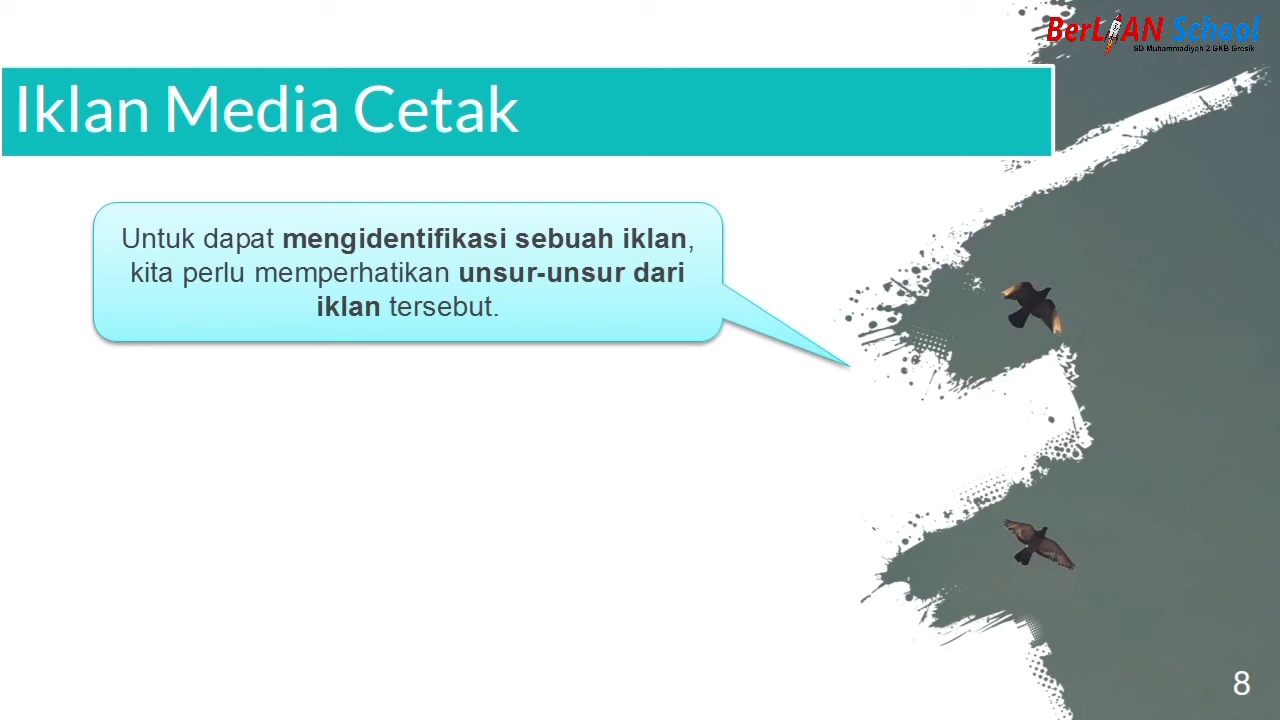 BerLIAN School
SD Muhammadiyah 2 GKB Gresik
Iklan Media Cetak
Untuk dapat mengidentifikasi sebuah iklan,
kita perlu memperhatikan unsur-unsur dari
iklan tersebut.
8